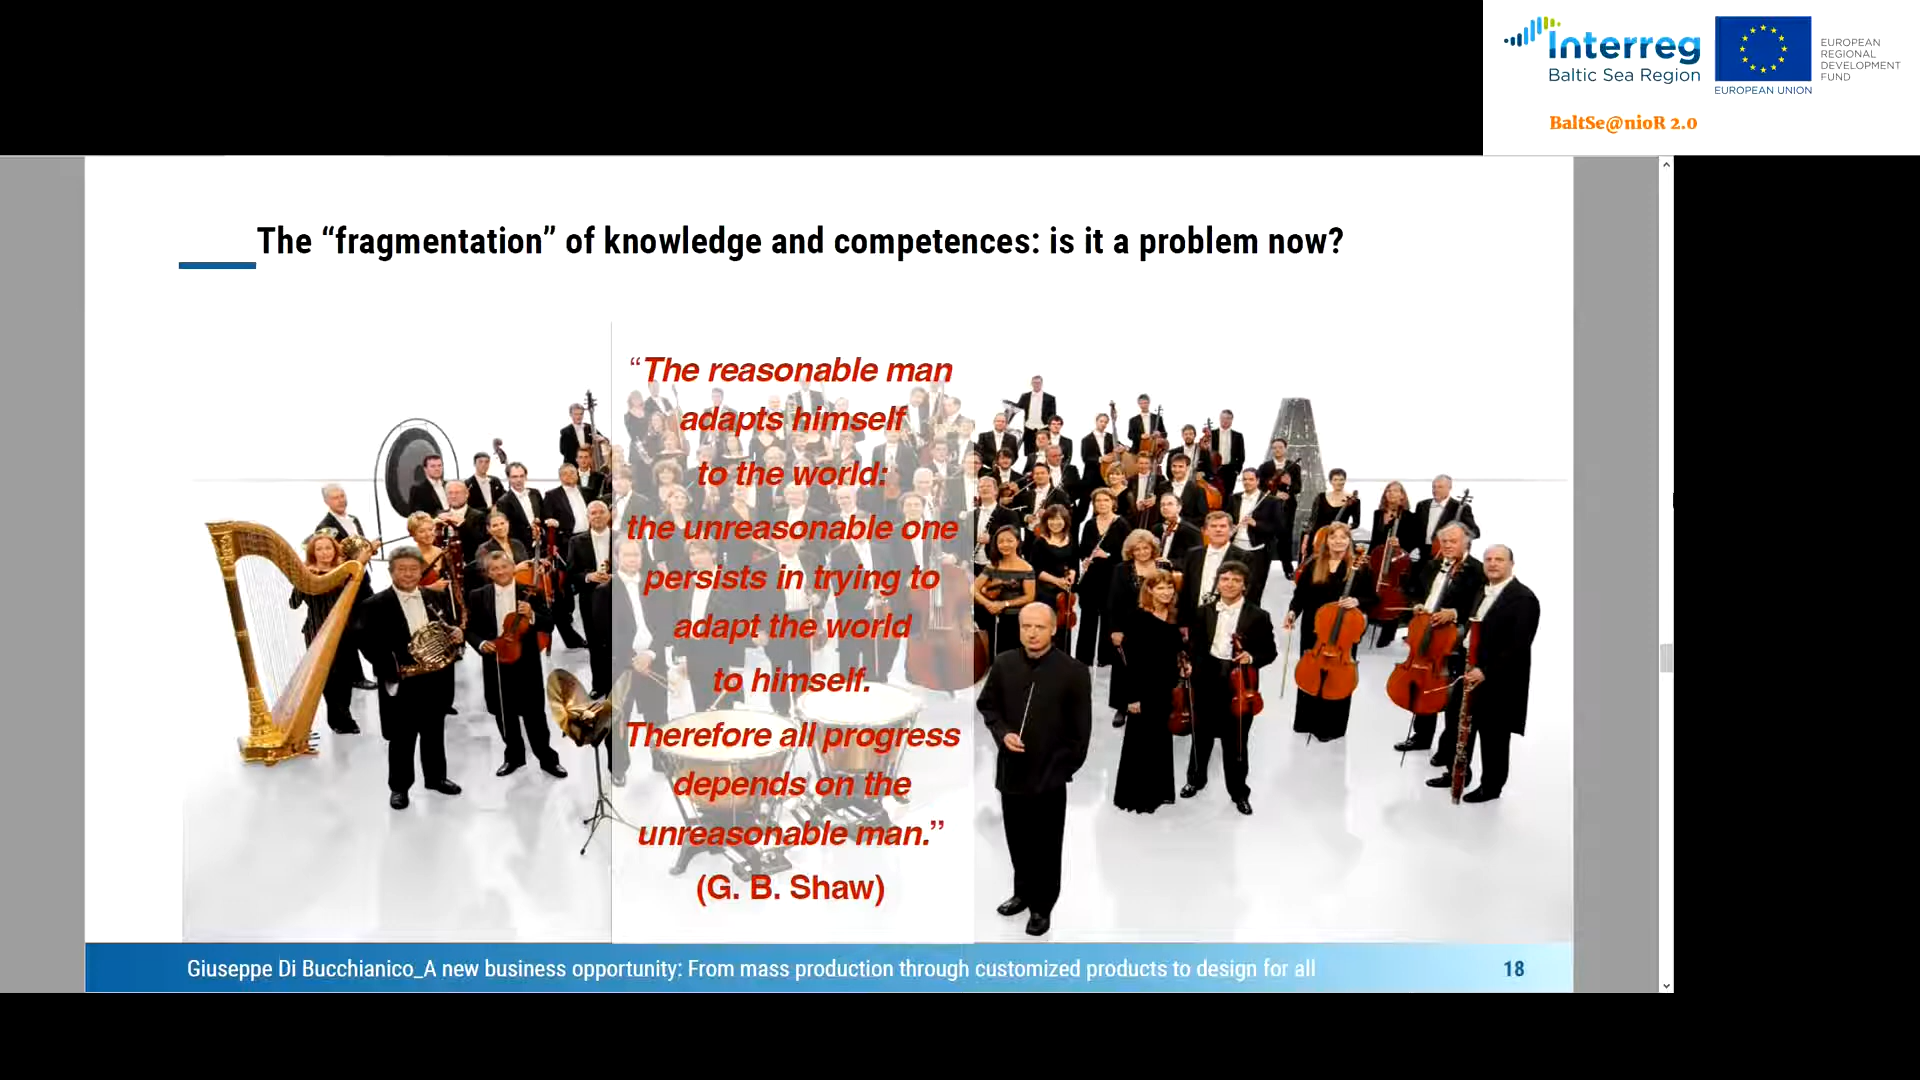 Interreg
Baltic Sea Region
EUROPEAN UNION
EUROPEAN
REGIONAL
DEVELOPMENT
FUND
BaltSe@nioR 2.0
The “fragmentation” of knowledge and competences: is it a problem now?
“The reasonable man
adapts himself
to the world:
the unreasonable one
persists in trying to
adapt the world
to himself.
Therefore all progress
depends on the
unreasonable man.”
(G. B. Shaw)
Giuseppe Di Bucchianico_A new business opportunity: From mass production through customized products to design for all
18